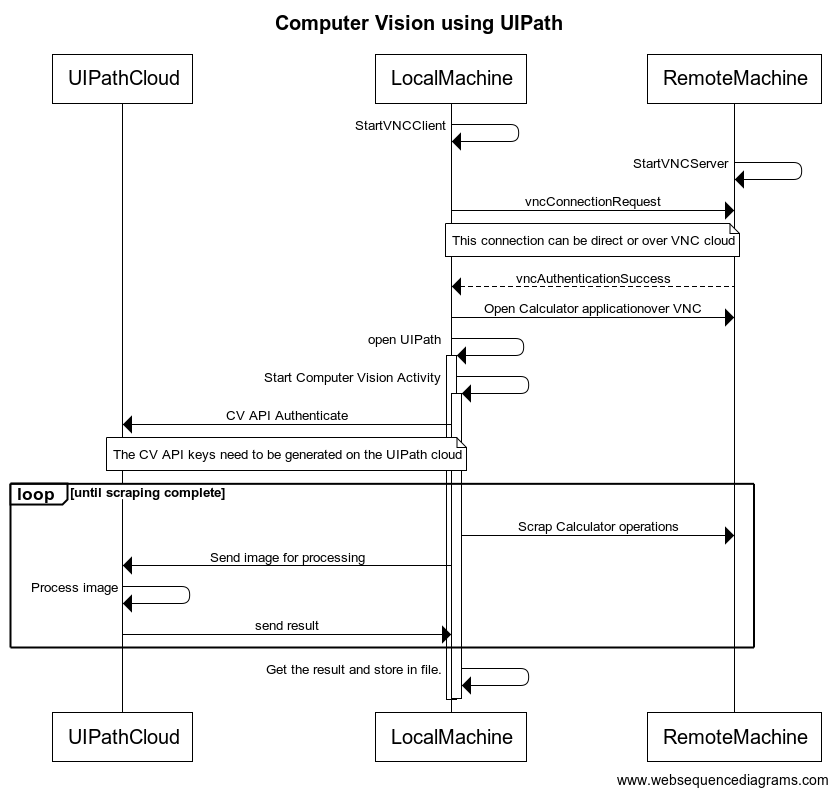 Computer Vision using UIPath
UIPathCloud
LocalMachine
RemoteMachine
StartVNCClient
StartVNCServer
vncConnectionRequest
This connection can be direct or over VNC cloud
vncAuthenticationSuccess
Open Calculator applicationover VNC
open UIPath
Start Computer Vision Activity
CV API Authenticate
The CV API keys need to be generated on the UIPath cloud
loop [until scraping complete]
Scrap Calculator operations
Send image for processing
Process image
send result
Get the result and store in file.
UIPathCloud
LocalMachine
RemoteMachine
www.websequencediagrams.com